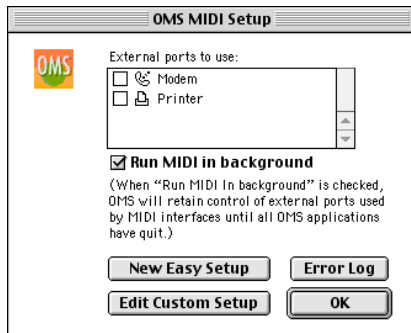 OMS MIDI Setup
OMS
External ports to use:
Modem
Printer
Run MIDI in background
(When “Run MIDI In background” is checked,
OMS will retain control of external ports used
by MIDI interfaces until all OMS applications
have quit.)
New Easy Setup
Error Log
Edit Custom Setup
OK